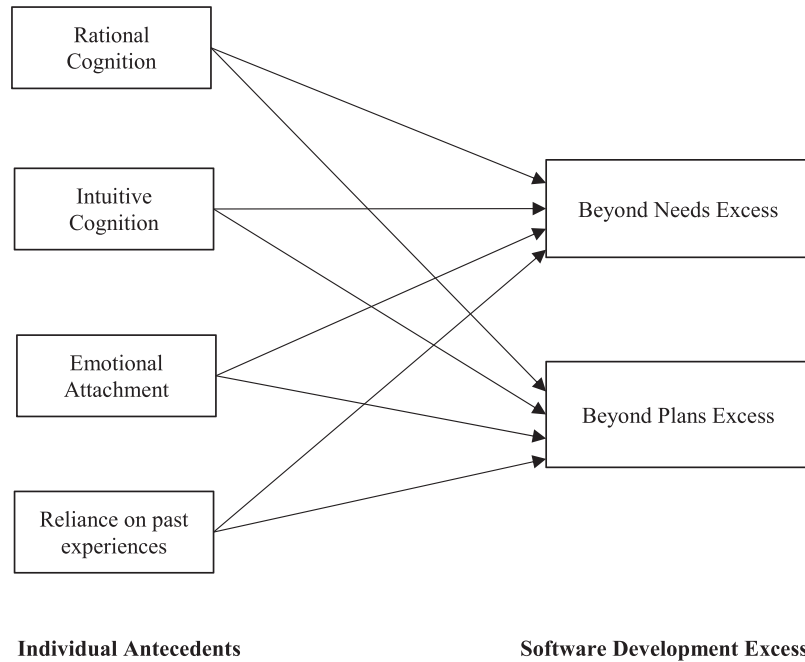 Rational
Cognition
Intuitive
Cognition
Beyond Needs Excess
Emotional
Attachment
Beyond Plans Excess
Reliance on past
experiences
Individual Antecedents
Software Development Excess